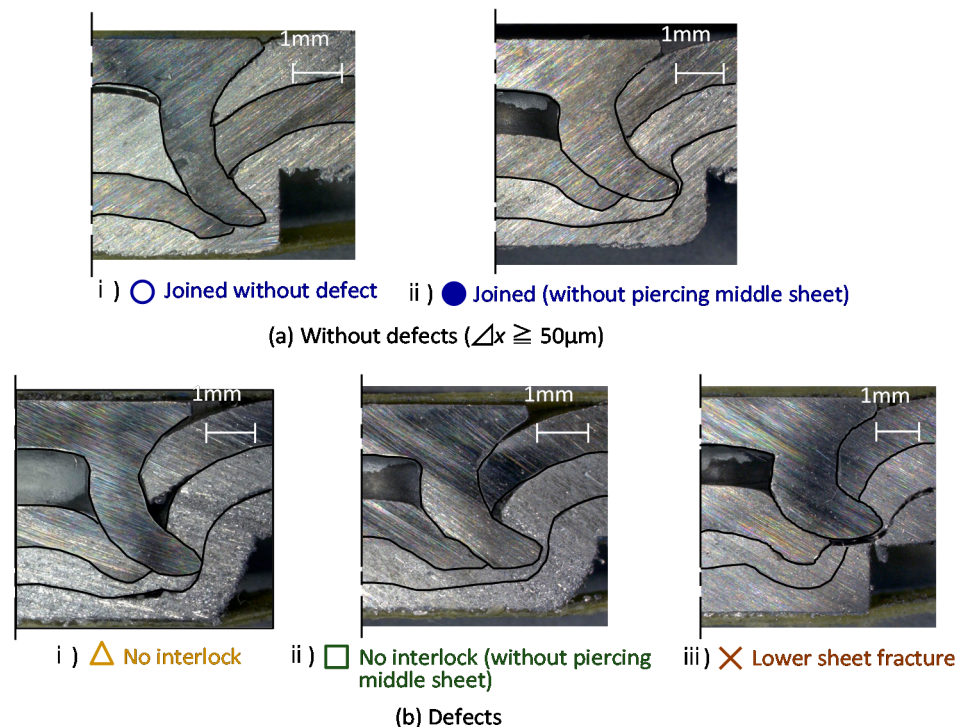 1mm
1mm
i ) ○ Joined without defect
ii ) ● Joined (without piercing middle sheet)
(a) Without defects (⊿x ≧ 50μm)
1mm
1mm
1mm
i ) △ No interlock
ii ) □ No interlock (without piercing
middle sheet)
iii ) × Lower sheet fracture
(b) Defects